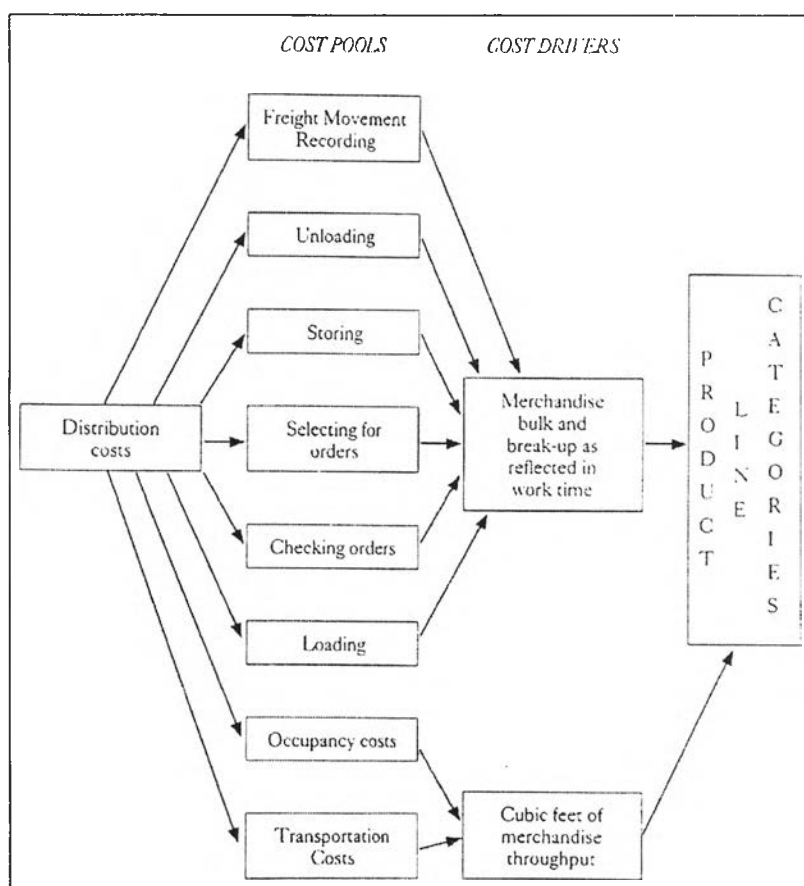 COST POOLS
COST DRIVERS
Freight Movement
Recording
Unloading
Storing
Distribution
costs
Selecting for
orders
Checking orders
Loading
Occupancy costs
Transportation
Costs
Merchandise
bulk and
break-up as
reflected in
work time
Cubic feet of
merchandise
throughput
PRODUCT
LINE
CATEGORIES